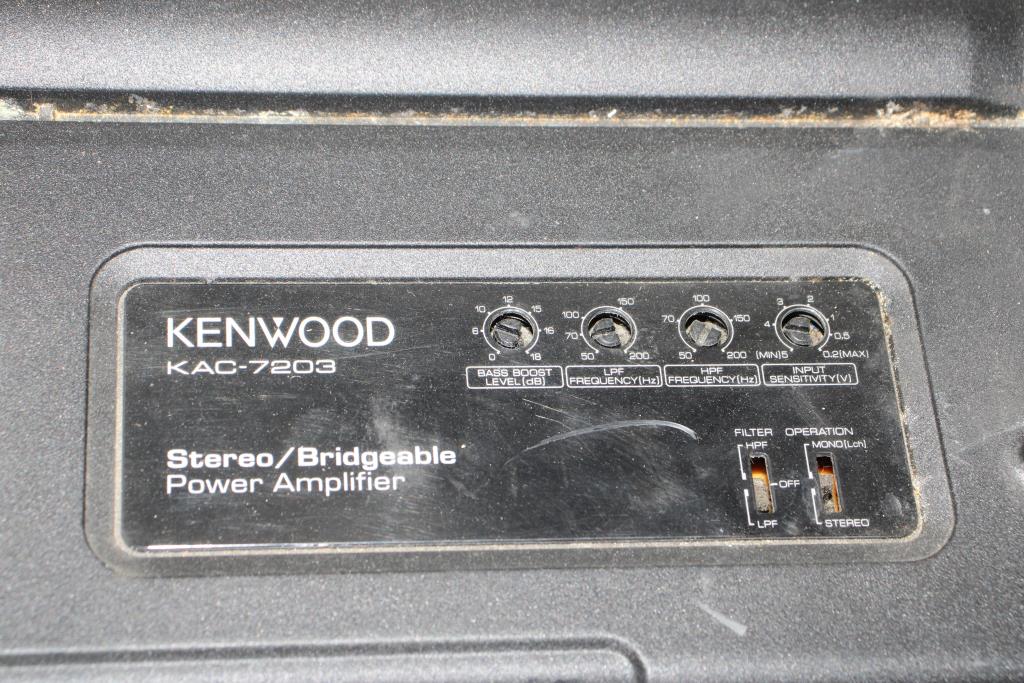 KENWOOD
KAC-7203
Stereo/Bridgeable
Power Amplifier
0 6 10 12 15 16 18
BASS BOOST
LEVEL(dB)
50 70 100 150 200
LPF
FREQUENCY(Hz)
50 70 100 150 200
HPF
FREQUENCY(Hz)
(MIN)5 4 3 2 1 0.5 0.2(MAX)
INPUT
SENSITIVITY(V)
FILTER
HPF
OFF
LPF
OPERATION
MONO(Lch)
STEREO